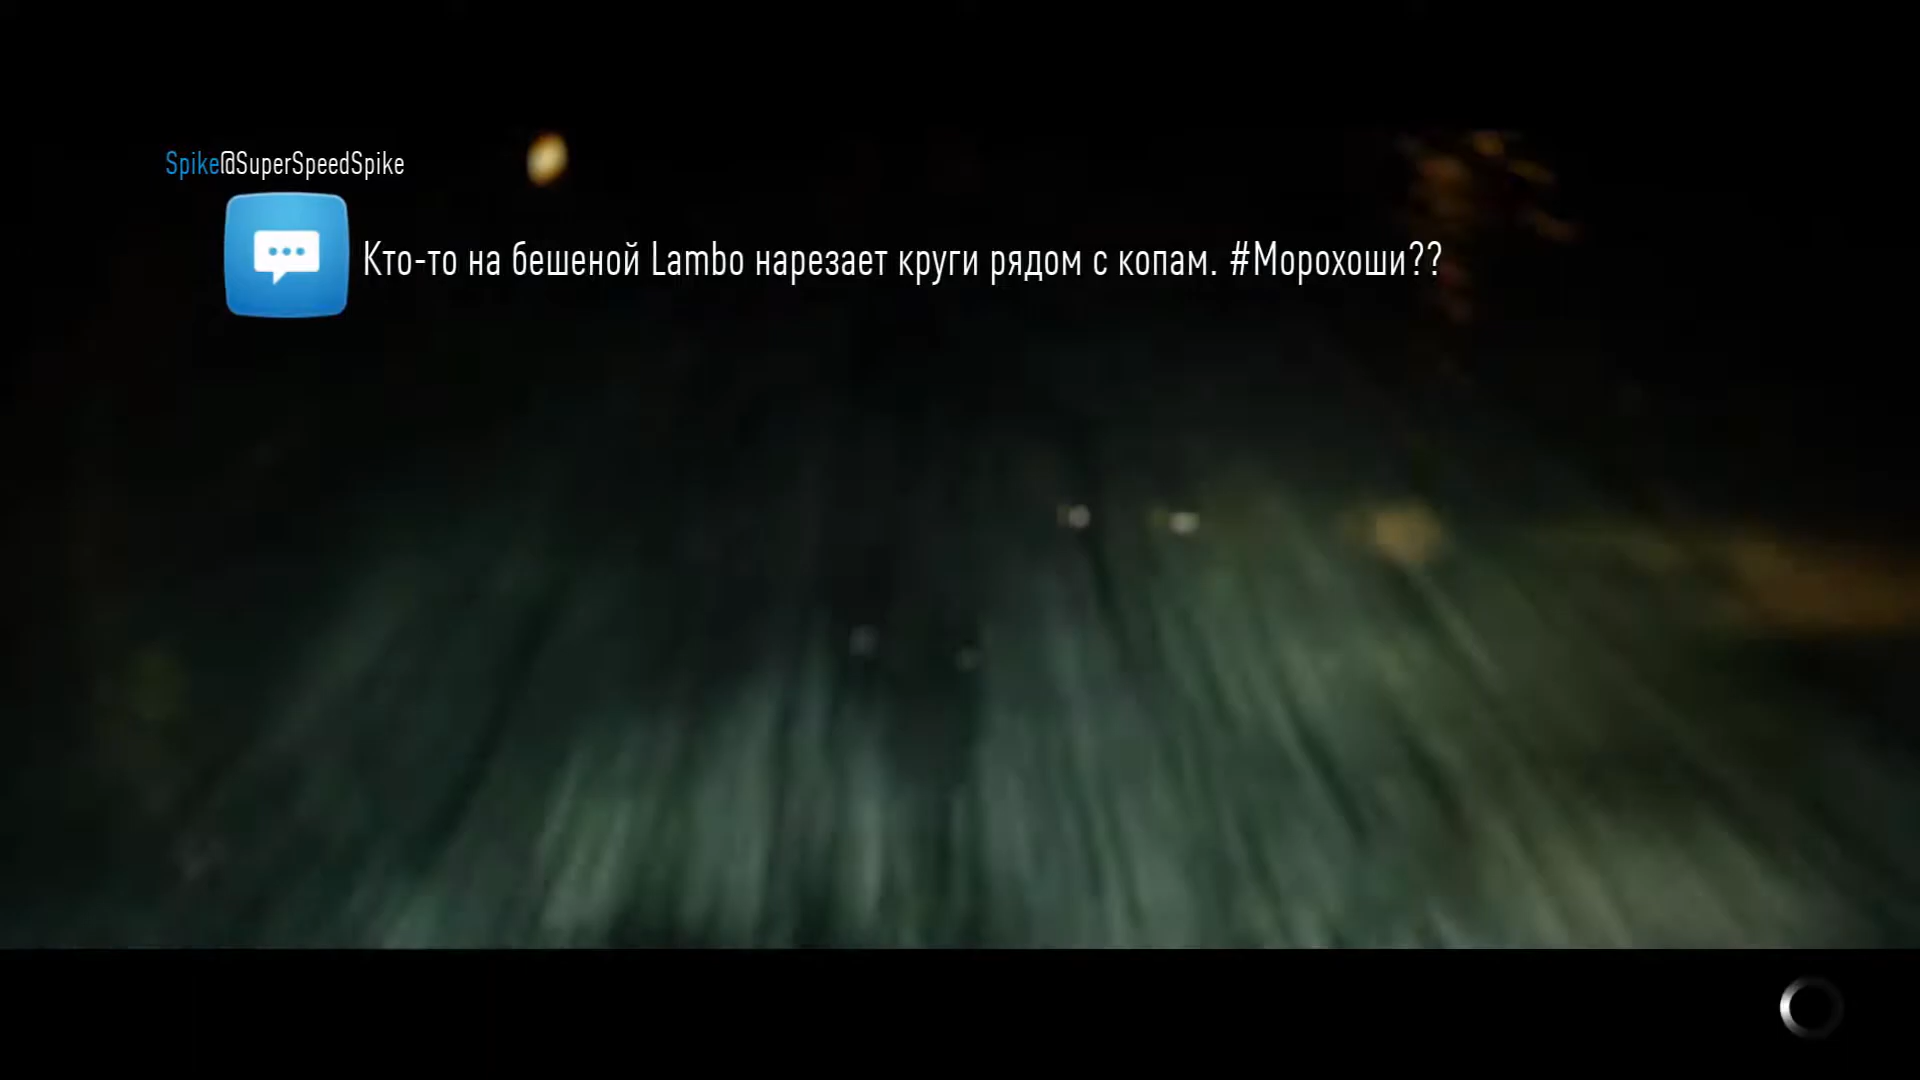 Spike@SuperSpeedSpike
Кто-то на бешеной Lambo нарезает круги рядом с копам. #Морохоши??